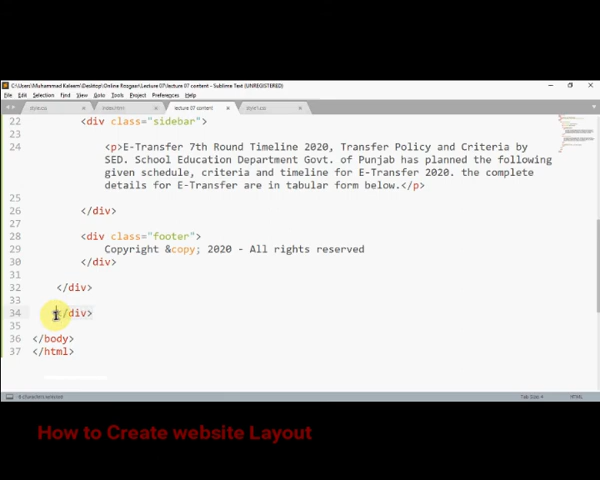 C:\Users\Muhammad Kaleem\Desktop\Online Rozgaar\Lecture 07\lecture 07 content - Sublime Text (UNREGISTERED)
File Edit Selection Find View Goto Tools Project Preferences Help
index.html lecture 07 content
22 <div class="sidebar">
23
24 <p>E-Transfer 7th Round Timeline 2020, Transfer Policy and Criteria by
SED. School Education Department Govt. of Punjab has planned the following
given schedule, criteria and timeline for E-Transfer 2020. the complete
details for E-Transfer are in tabular form below.</p>
25
26 </div>
27
28 <div class="footer">
29 Copyright &copy; 2020 - All rights reserved
30 </div>
31
32 </div>
33
34 </div>
35
36 </body>
37 </html>
6 characters selected Tab Size: 4 HTML
How to Create website Layout